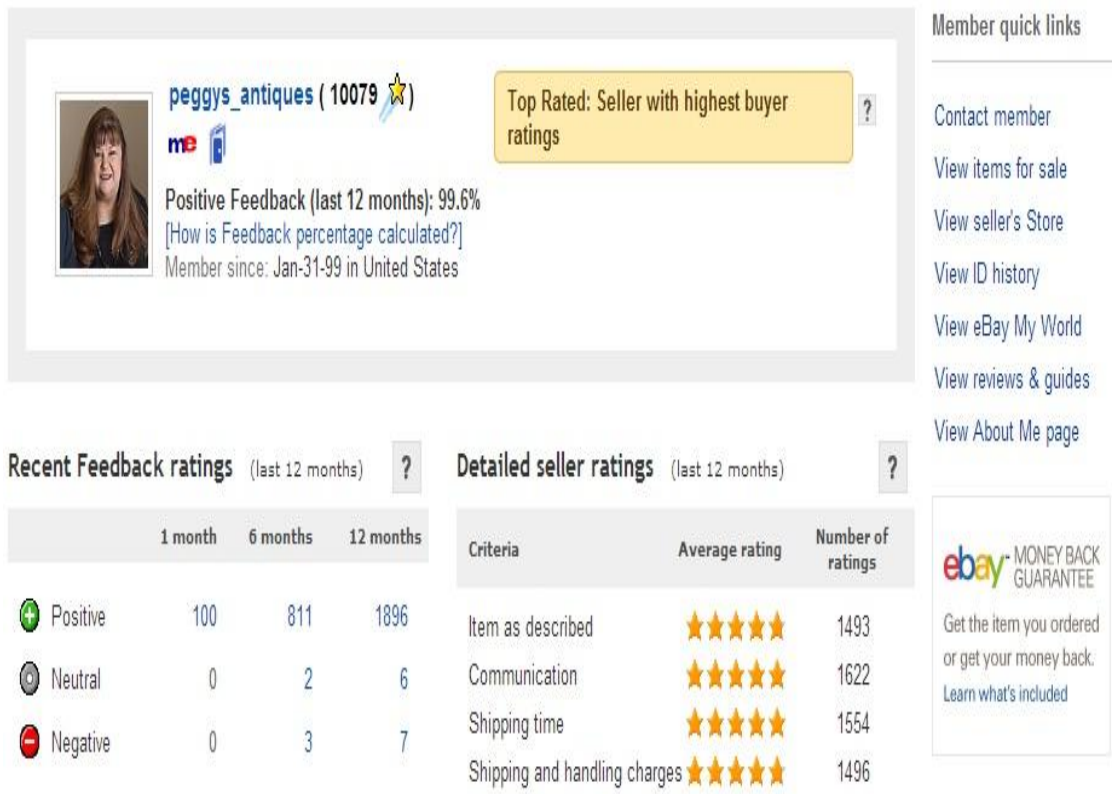 peggys_antiques ( 10079 )
me
Positive Feedback (last 12 months): 99.6%
[How is Feedback percentage calculated?]
Member since: Jan-31-99 in United States
Top Rated: Seller with highest buyer
ratings
?
Member quick links
Contact member
View items for sale
View seller's Store
View ID history
View eBay My World
View reviews & guides
View About Me page
Recent Feedback ratings (last 12 months) ?
1 month 6 months 12 months
Positive 100 811 1896
Neutral 0 2 6
Negative 0 3 7
Detailed seller ratings (last 12 months) ?
Criteria Average rating Number of
ratings
Item as described 1493
Communication 1622
Shipping time 1554
Shipping and handling charges 1496
ebay MONEY BACK
GUARANTEE
Get the item you ordered
or get your money back.
Learn what's included